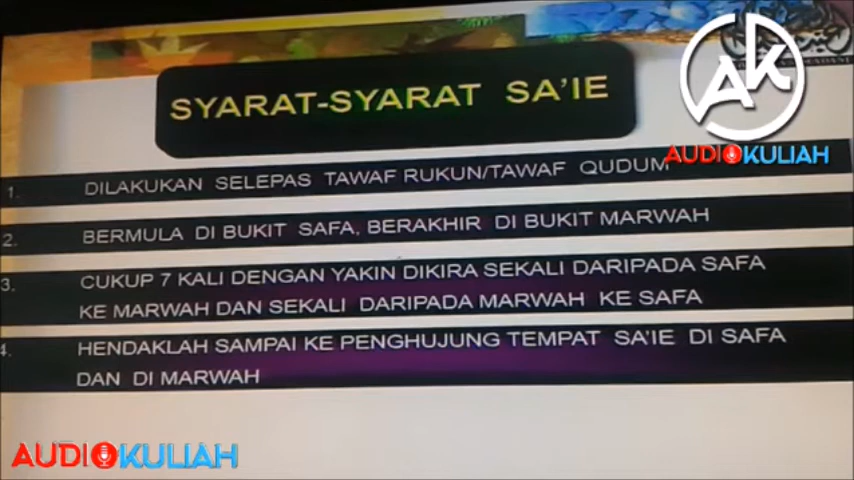 SYARAT-SYARAT SA'IE
AK
AUDIOKULIAH
1. DILAKUKAN SELEPAS TAWAF RUKUN/TAWAF QUDUM
2. BERMULA DI BUKIT SAFA, BERAKHIR DI BUKIT MARWAH
3. CUKUP 7 KALI DENGAN YAKIN DIKIRA SEKALI DARIPADA SAFA
KE MARWAH DAN SEKALI DARIPADA MARWAH KE SAFA
4. HENDAKLAH SAMPAI KE PENGHUJUNG TEMPAT SA'IE DI SAFA
DAN DI MARWAH
AUDIOKULIAH